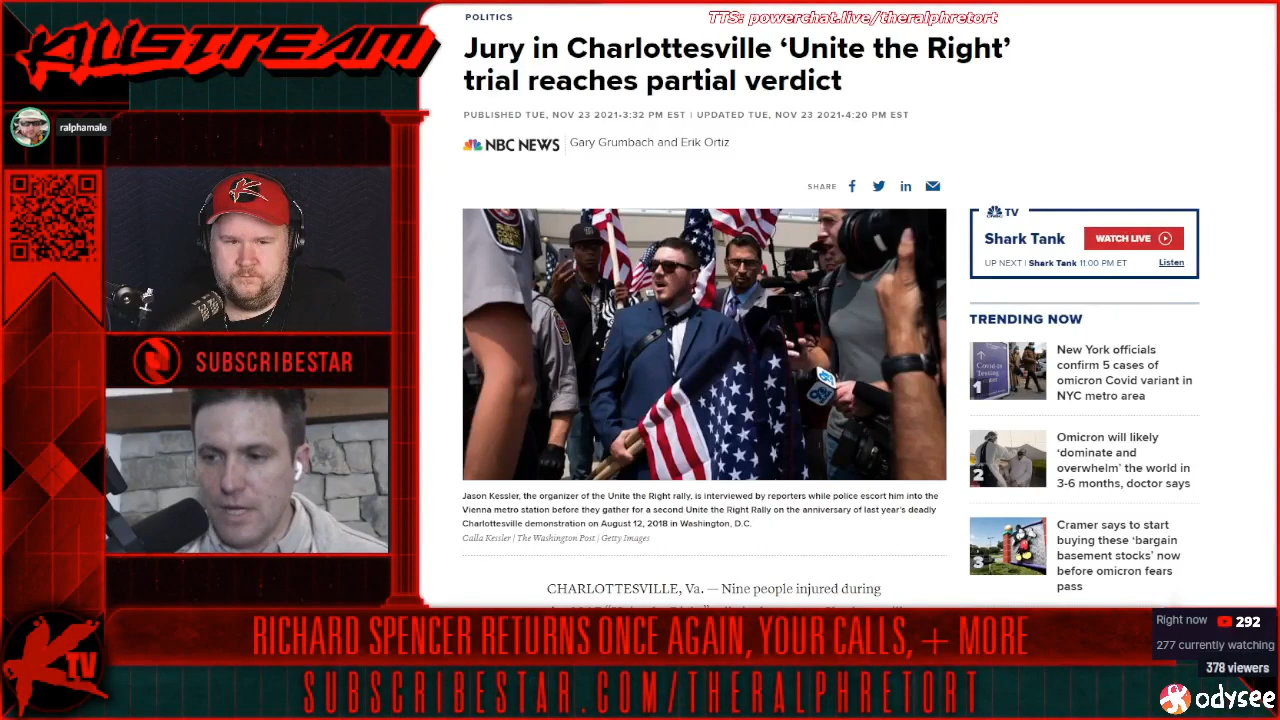 TTS: powerchat.live/theralphretort
KILLSTREAM
ralphamale
SUBSCRIBESTAR
POLITICS
Jury in Charlottesville ‘Unite the Right’
trial reaches partial verdict
PUBLISHED TUE, NOV 23 2021•3:32 PM EST | UPDATED TUE, NOV 23 2021•4:20 PM EST
NBC NEWS
Gary Grumbach and Erik Ortiz
SHARE
TV
Shark Tank
WATCH LIVE
UP NEXT | Shark Tank 11:00 PM ET
Listen
TRENDING NOW
1
New York officials
confirm 5 cases of
omicron Covid variant in
NYC metro area
2
Omicron will likely
‘dominate and
overwhelm’ the world in
3-6 months, doctor says
3
Cramer says to start
buying these ‘bargain
basement stocks’ now
before omicron fears
pass
Jason Kessler, the organizer of the Unite the Right rally, is interviewed by reporters while police escort him into the
Vienna metro station before they gather for a second Unite the Right Rally on the anniversary of last year’s deadly
Charlottesville demonstration on August 12, 2018 in Washington, D.C.
Calla Kessler | The Washington Post | Getty Images
CHARLOTTESVILLE, Va. — Nine people injured during
K TV
RICHARD SPENCER RETURNS ONCE AGAIN, YOUR CALLS, + MORE
SUBSCRIBESTAR.COM/THERALPHRETORT
Right now 292
277 currently watching
378 viewers
odysee